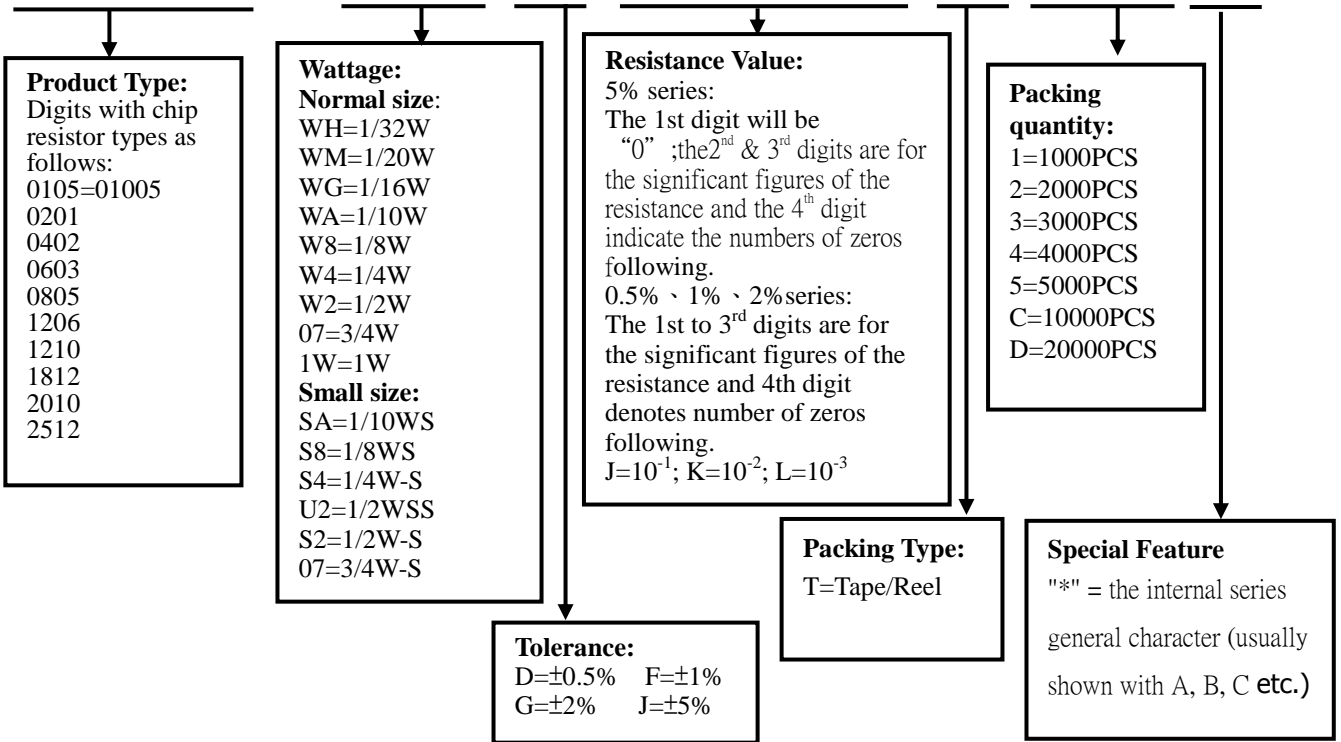 Product Type:
Digits with chip
resistor types as
follows:
0105=01005
0201
0402
0603
0805
1206
1210
1812
2010
2512
Wattage:
Normal size:
WH=1/32W
WM=1/20W
WG=1/16W
WA=1/10W
W8=1/8W
W4=1/4W
W2=1/2W
07=3/4W
1W=1W
Small size:
SA=1/10WS
S8=1/8WS
S4=1/4W-S
U2=1/2WSS
S2=1/2W-S
07=3/4W-S
Tolerance:
D=±0.5% F=±1%
G=±2% J=±5%
Resistance Value:
5% series:
The 1st digit will be
“0” ;the2nd & 3rd digits are for
the significant figures of the
resistance and the 4th digit
indicate the numbers of zeros
following.
0.5%、1%、2%series:
The 1st to 3rd digits are for
the significant figures of the
resistance and 4th digit
denotes number of zeros
following.
J=10-1; K=10-2; L=10-3
Packing Type:
T=Tape/Reel
Packing
quantity:
1=1000PCS
2=2000PCS
3=3000PCS
4=4000PCS
5=5000PCS
C=10000PCS
D=20000PCS
Special Feature
"*" = the internal series
general character (usually
shown with A, B, C etc.)